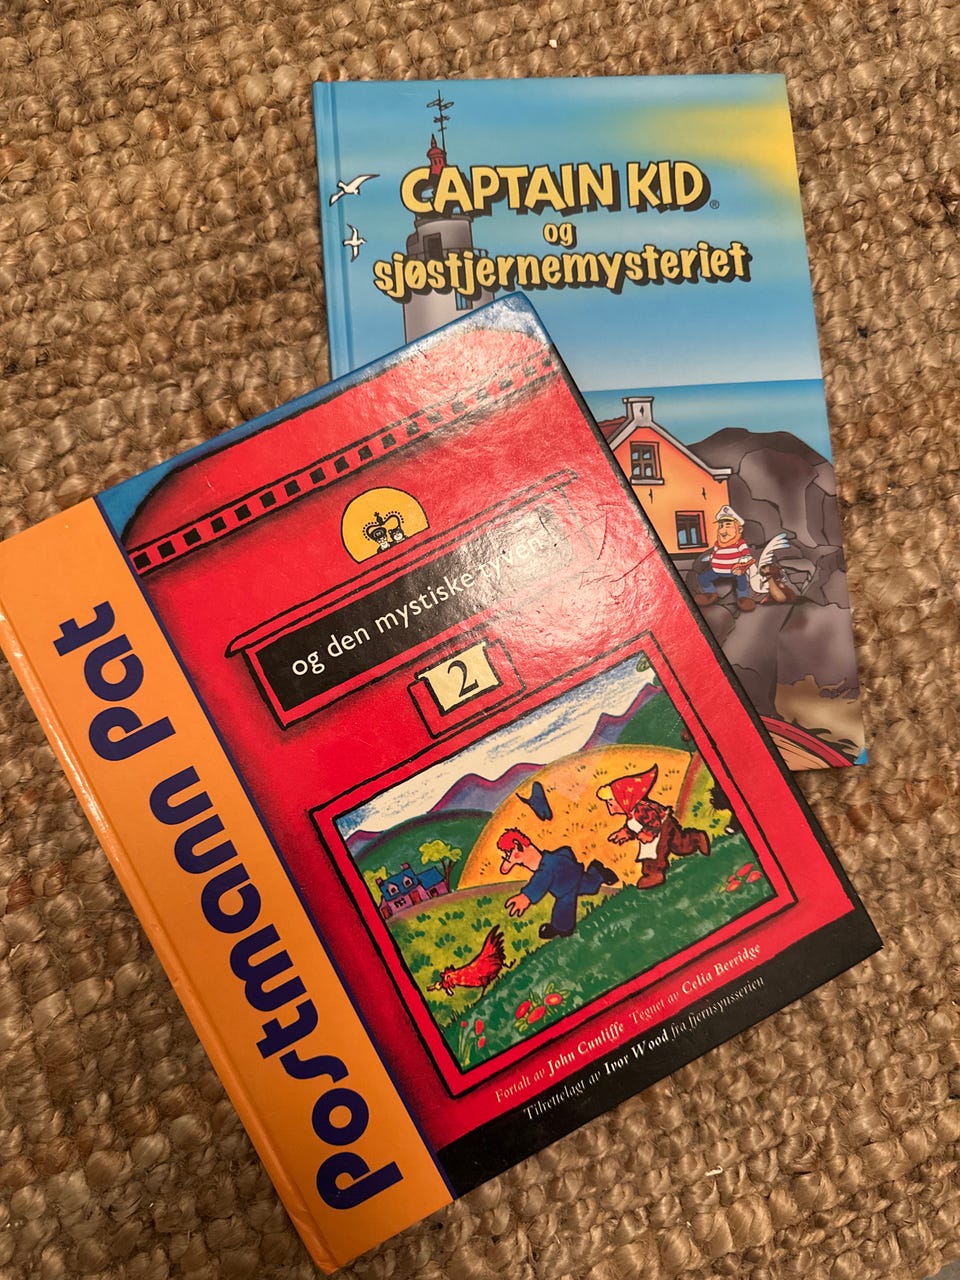 CAPTAIN KID®
og
sjøstjernemysteriet
Postmann Pat
og den mystiske tyven
2
Fortalt av John Cunliffe Tegnet av Celia Berridge
Tilrettelagt av Ivor Wood fra fjernsynsserien